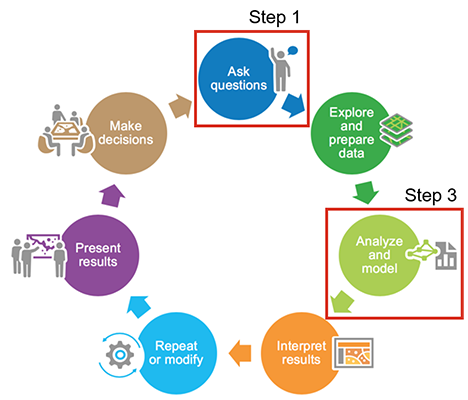 Step 1
Ask
questions
Explore
and
prepare
data
Step 3
Analyze
and
model
Interpret
results
Repeat
or modify
Present
results
Make
decisions